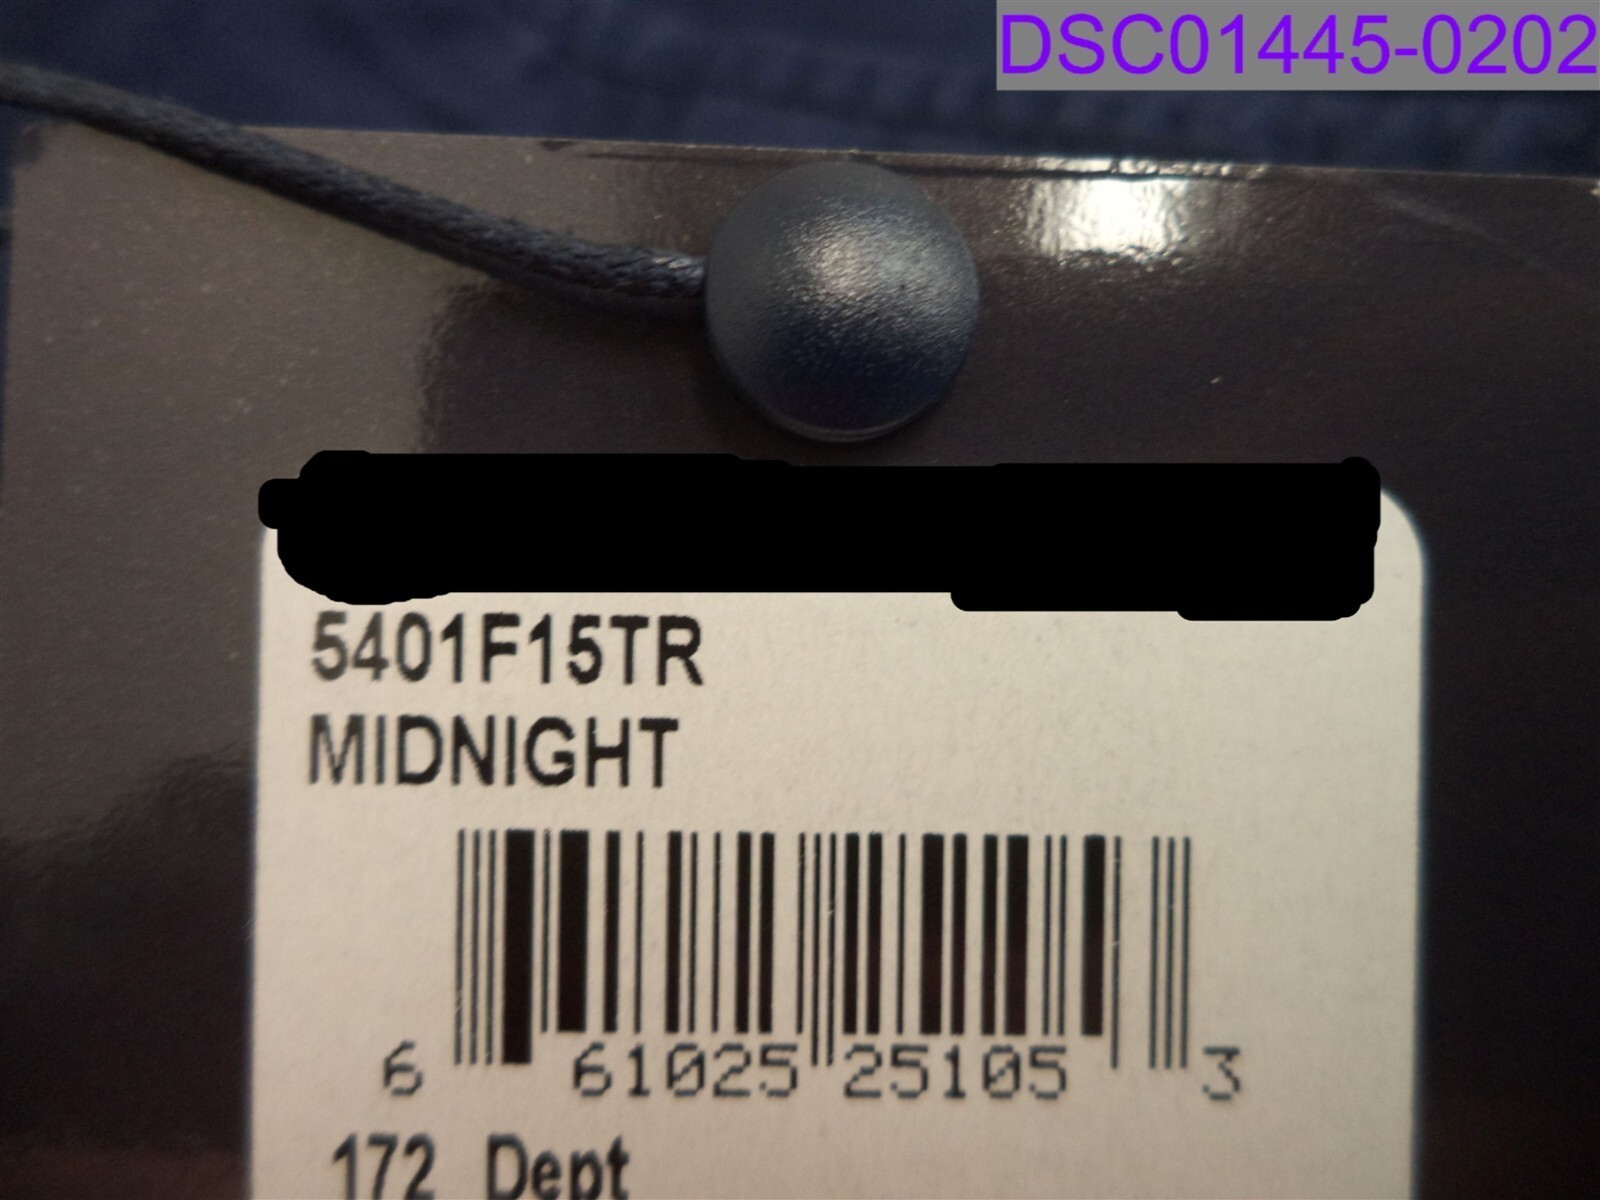 DSC01445-0202
5401F15TR
MIDNIGHT
6 61025 25105 3
172 Dept